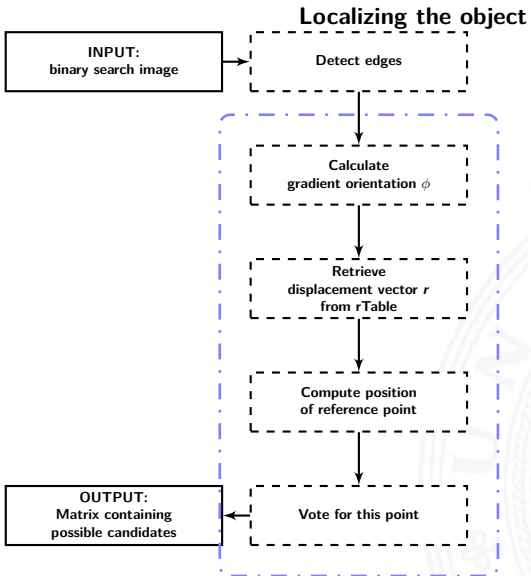 Localizing the object
INPUT:
binary search image
Detect edges
Calculate
gradient orientation ϕ
Retrieve
displacement vector r
from rTable
Compute position
of reference point
OUTPUT:
Matrix containing
possible candidates
Vote for this point
U N